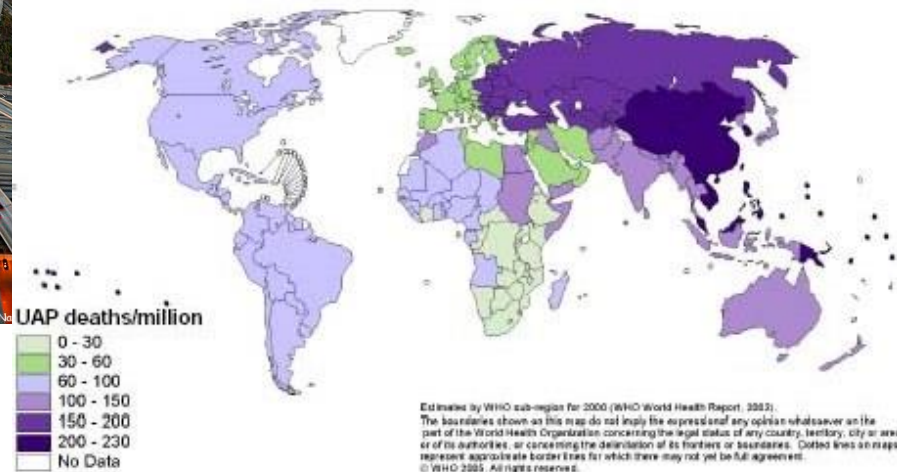 UAP deaths/million
0 - 30
30 - 60
60 - 100
100 - 150
150 - 200
200 - 230
No Data
Estimates by WHO sub-region for 2000 (WHO World Health Report, 2002).
The boundaries shown on this map do not imply the expression of any opinion whatsoever on the
part of the World Health Organization concerning the legal status of any country, territory, city or area
or of its authorities, or concerning the delimitation of its frontiers or boundaries. Dotted lines on maps
represent approximate border lines for which there may not yet be full agreement.
© WHO 2005. All rights reserved.